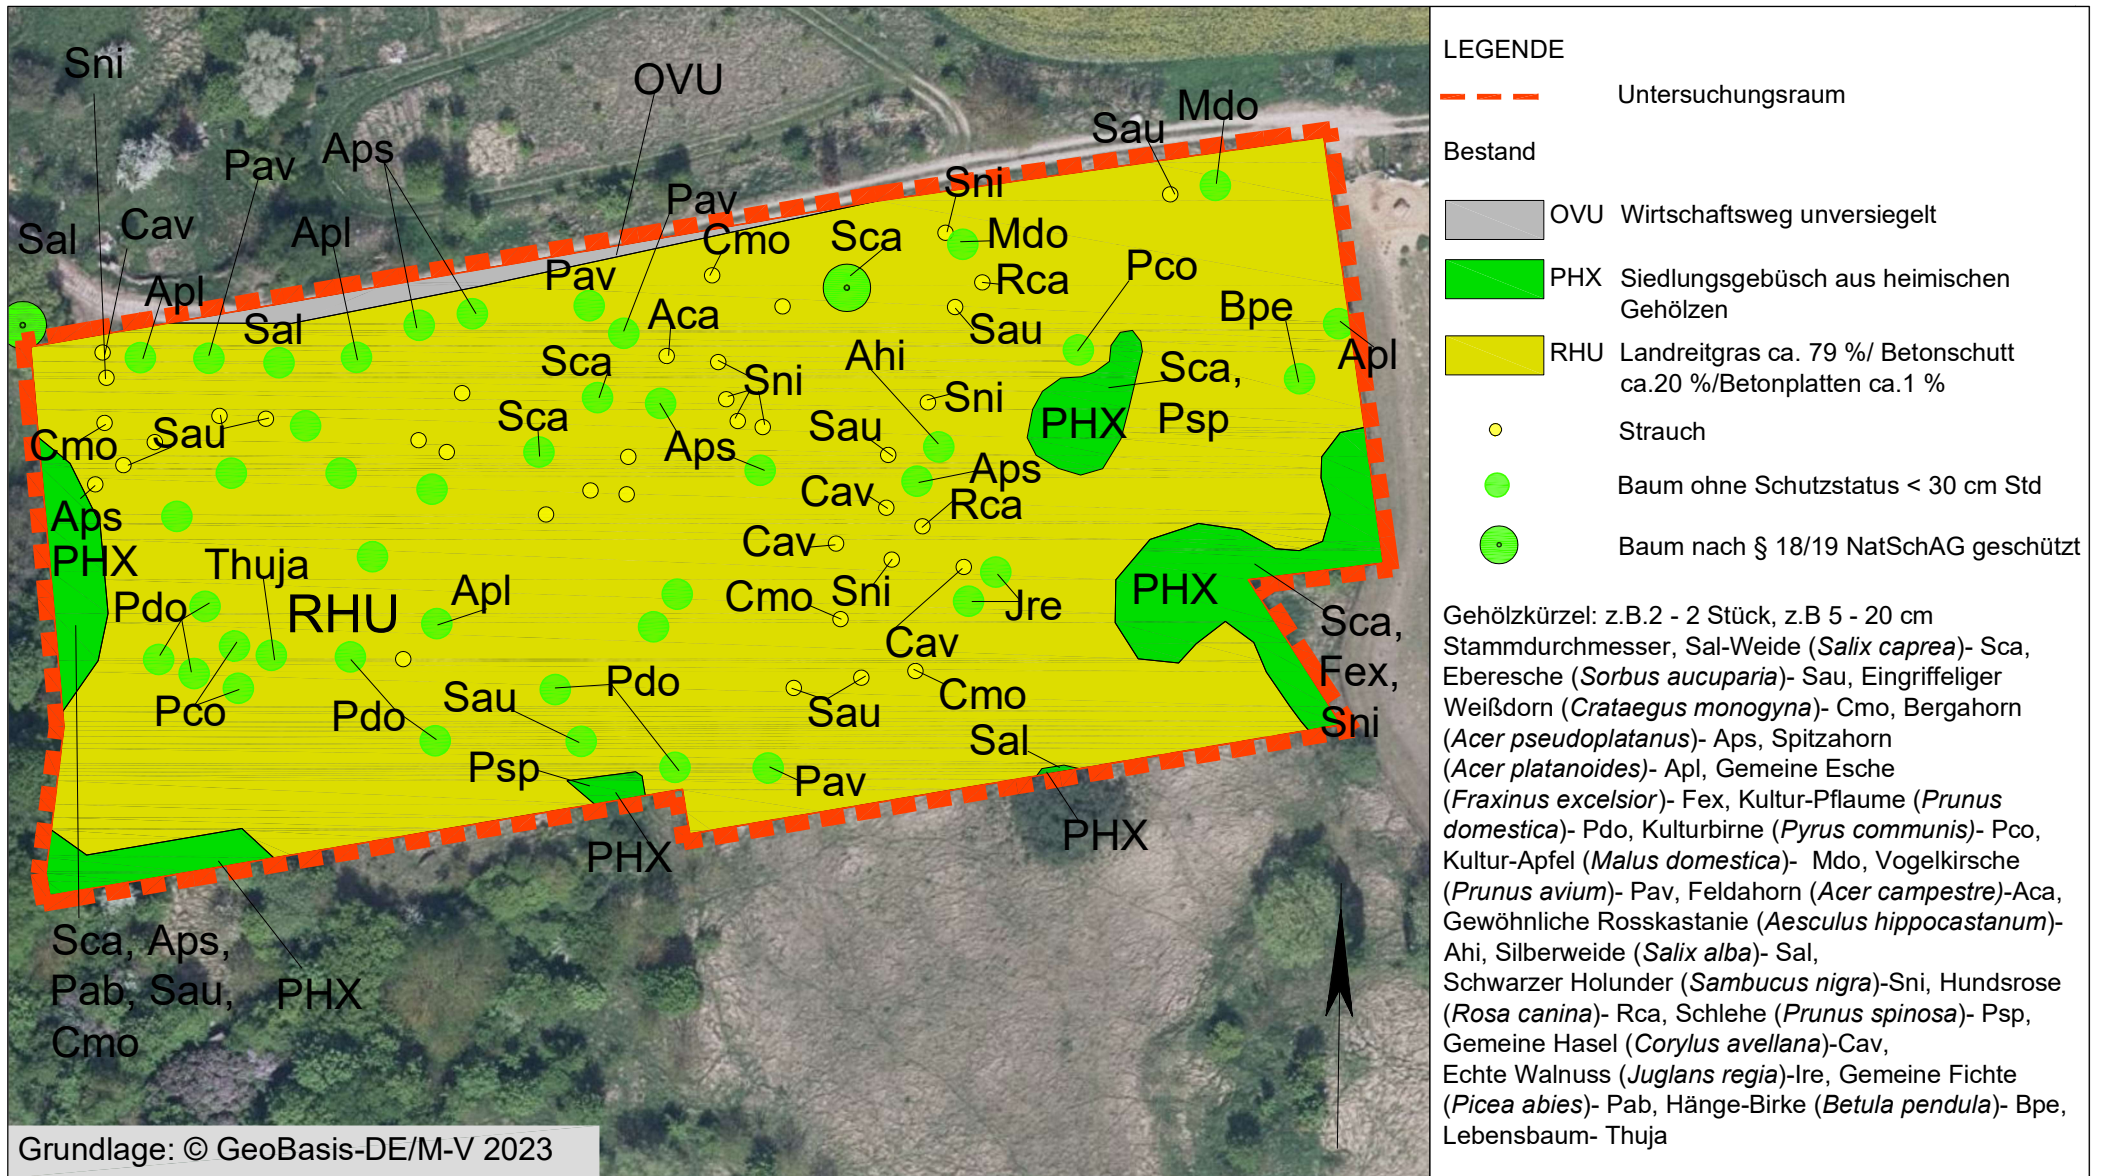 Sni
OVU
Mdo
Sau
Pav
Aps
Sni
Pav
Cav
Apl
Sal
Cmo
Sca
Mdo
Pco
Rca
Pav
Apl
Bpe
Aca
Sal
Sau
Ahi
Apl
Sca
Sca,
Psp
Sni
Sni
Sca
PHX
Sau
Sau
Cmo
Aps
Aps
Cav
Rca
Aps
Cav
PHX
Thuja
Apl
Sni
PHX
Cmo
Jre
Pdo
RHU
Sca,
Fex,
Sni
Cav
Pdo
Cmo
Sau
Pco
Pdo
Sau
Sal
Psp
Pav
PHX
PHX
Sca, Aps,
Pab, Sau,
Cmo
PHX
Grundlage: © GeoBasis-DE/M-V 2023
LEGENDE
Untersuchungsraum
Bestand
OVU Wirtschaftsweg unversiegelt
PHX Siedlungsgebüsch aus heimischen
Gehölzen
RHU Landreitgras ca. 79 %/ Betonschutt
ca.20 %/Betonplatten ca.1 %
Strauch
Baum ohne Schutzstatus < 30 cm Std
Baum nach § 18/19 NatSchAG geschützt
Gehölzkürzel: z.B.2 - 2 Stück, z.B 5 - 20 cm
Stammdurchmesser, Sal-Weide (Salix caprea)- Sca,
Eberesche (Sorbus aucuparia)- Sau, Eingriffeliger
Weißdorn (Crataegus monogyna)- Cmo, Bergahorn
(Acer pseudoplatanus)- Aps, Spitzahorn
(Acer platanoides)- Apl, Gemeine Esche
(Fraxinus excelsior)- Fex, Kultur-Pflaume (Prunus
domestica)- Pdo, Kulturbirne (Pyrus communis)- Pco,
Kultur-Apfel (Malus domestica)- Mdo, Vogelkirsche
(Prunus avium)- Pav, Feldahorn (Acer campestre)-Aca,
Gewöhnliche Rosskastanie (Aesculus hippocastanum)-
Ahi, Silberweide (Salix alba)- Sal,
Schwarzer Holunder (Sambucus nigra)-Sni, Hundsrose
(Rosa canina)- Rca, Schlehe (Prunus spinosa)- Psp,
Gemeine Hasel (Corylus avellana)-Cav,
Echte Walnuss (Juglans regia)-Ire, Gemeine Fichte
(Picea abies)- Pab, Hänge-Birke (Betula pendula)- Bpe,
Lebensbaum- Thuja